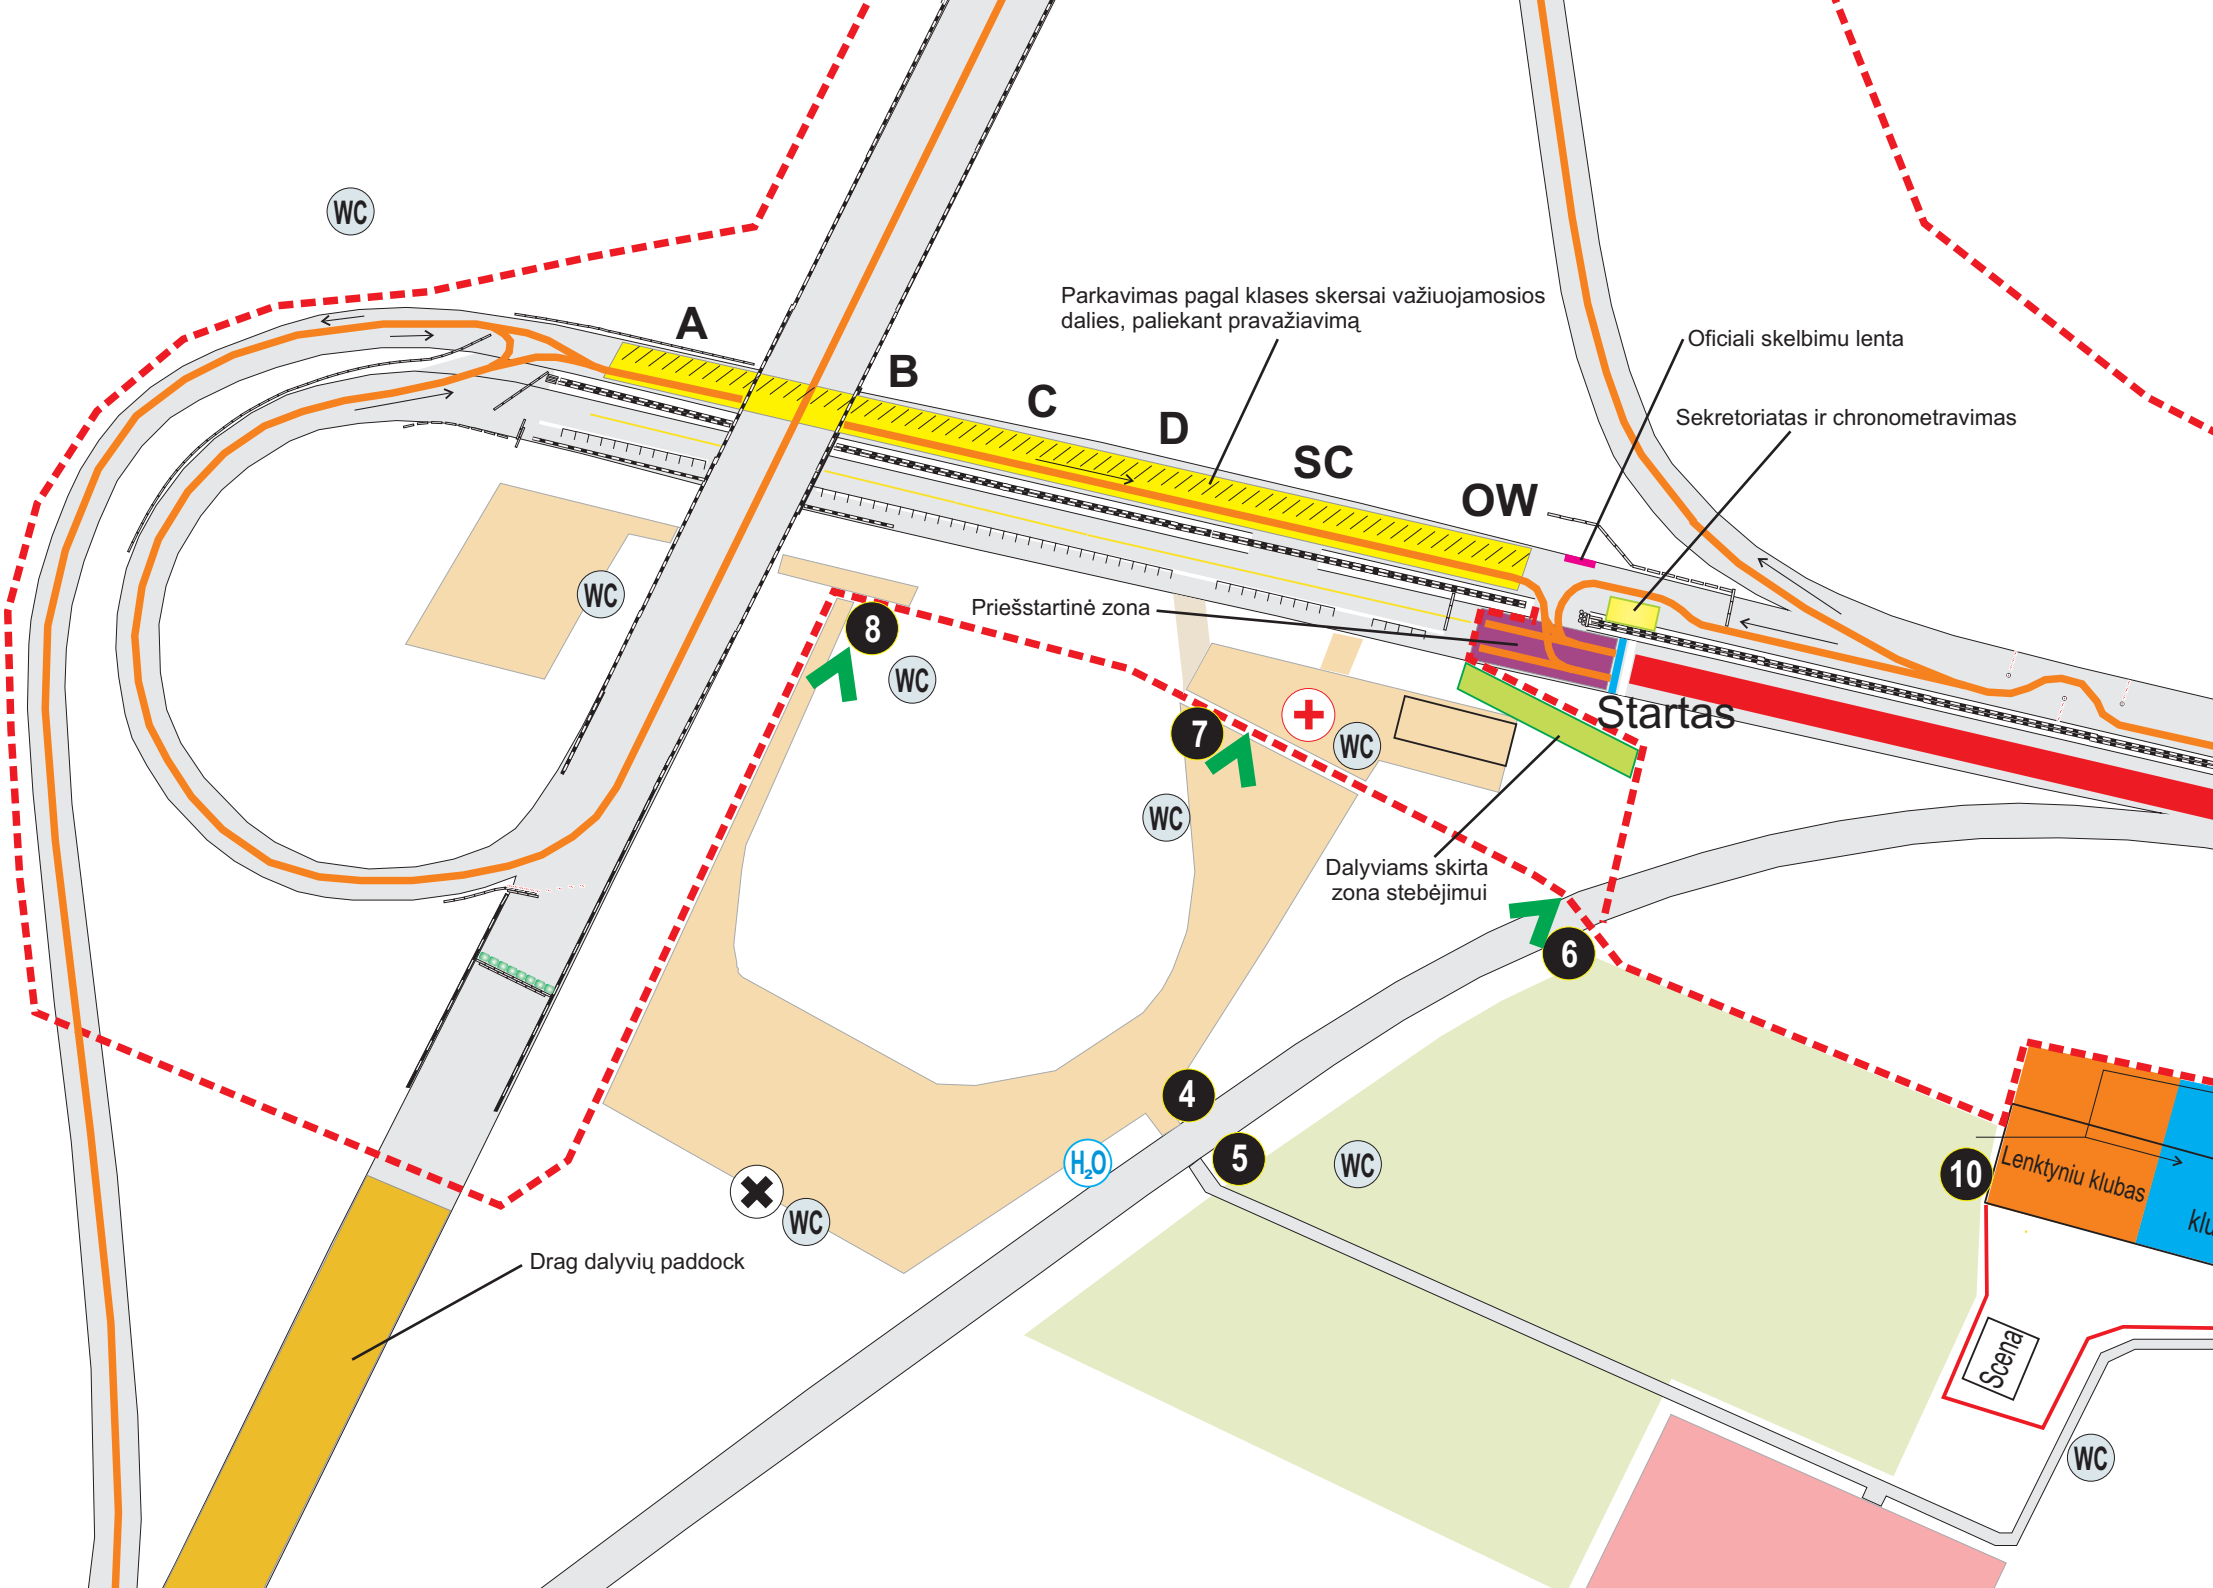 WC
A
Parkavimas pagal klases skersai važiuojamosios
dalies, paliekant pravažiavimą
Oficiali skelbimu lenta
B
C
D
Sekretoriatas ir chronometravimas
SC
OW
WC
Priešstartinė zona
8
WC
Startas
7
WC
WC
Dalyviams skirta
zona stebėjimui
6
4
5
H₂O
WC
10
Lenktyniu klubas
klu
WC
Drag dalyvių paddock
Scena
WC